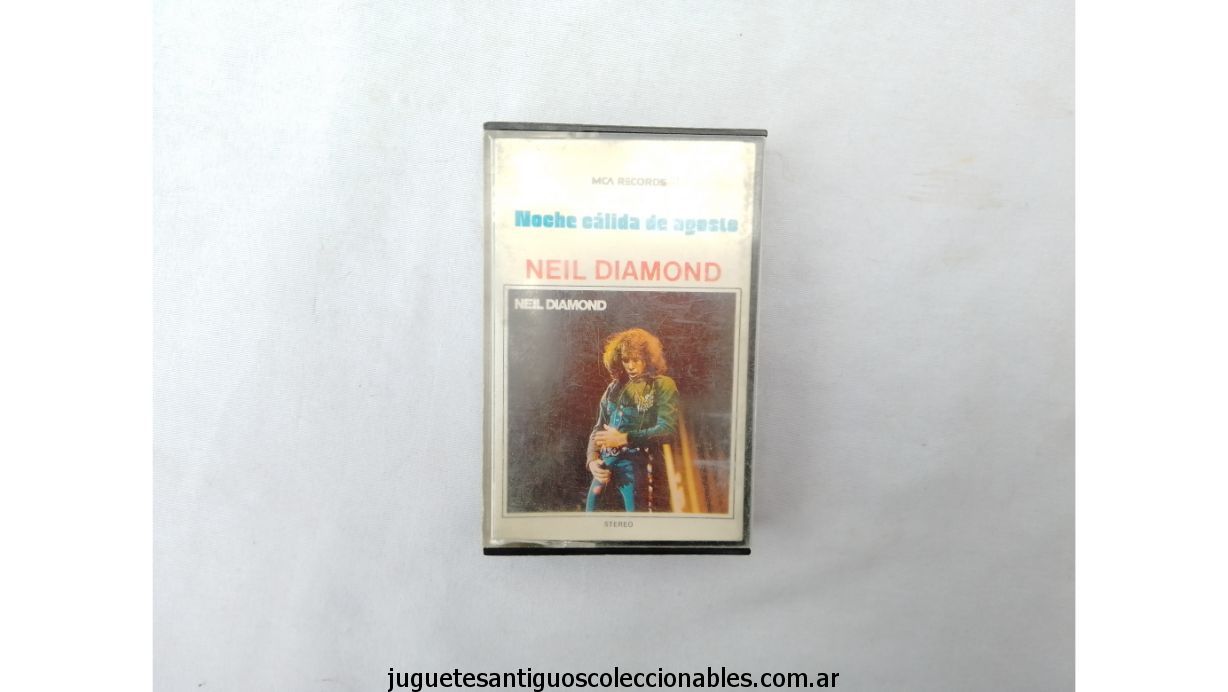 MCA RECORDS
Noche cálida de agosto
NEIL DIAMOND
NEIL DIAMOND
STEREO
juguetesantiguoscoleccionables.com.ar